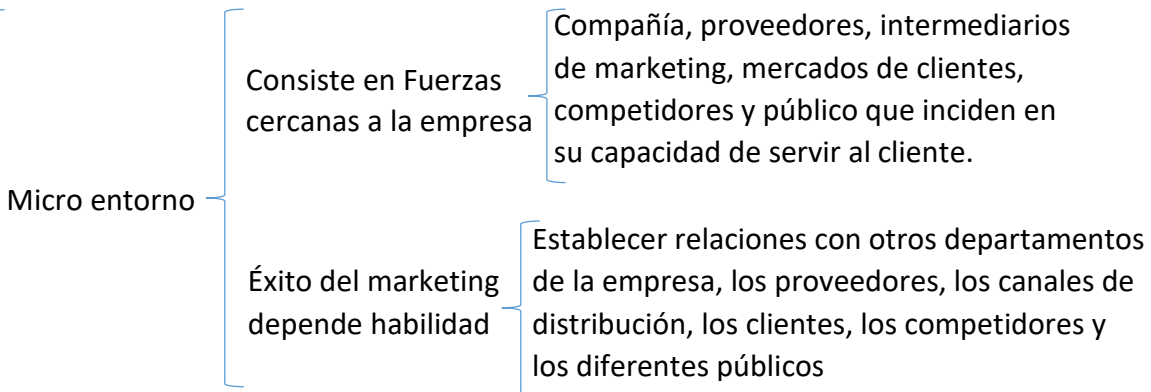 Micro entorno
Consiste en Fuerzas
cercanas a la empresa
Compañía, proveedores, intermediarios
de marketing, mercados de clientes,
competidores y público que inciden en
su capacidad de servir al cliente.
Éxito del marketing
depende habilidad
Establecer relaciones con otros departamentos
de la empresa, los proveedores, los canales de
distribución, los clientes, los competidores y
los diferentes públicos